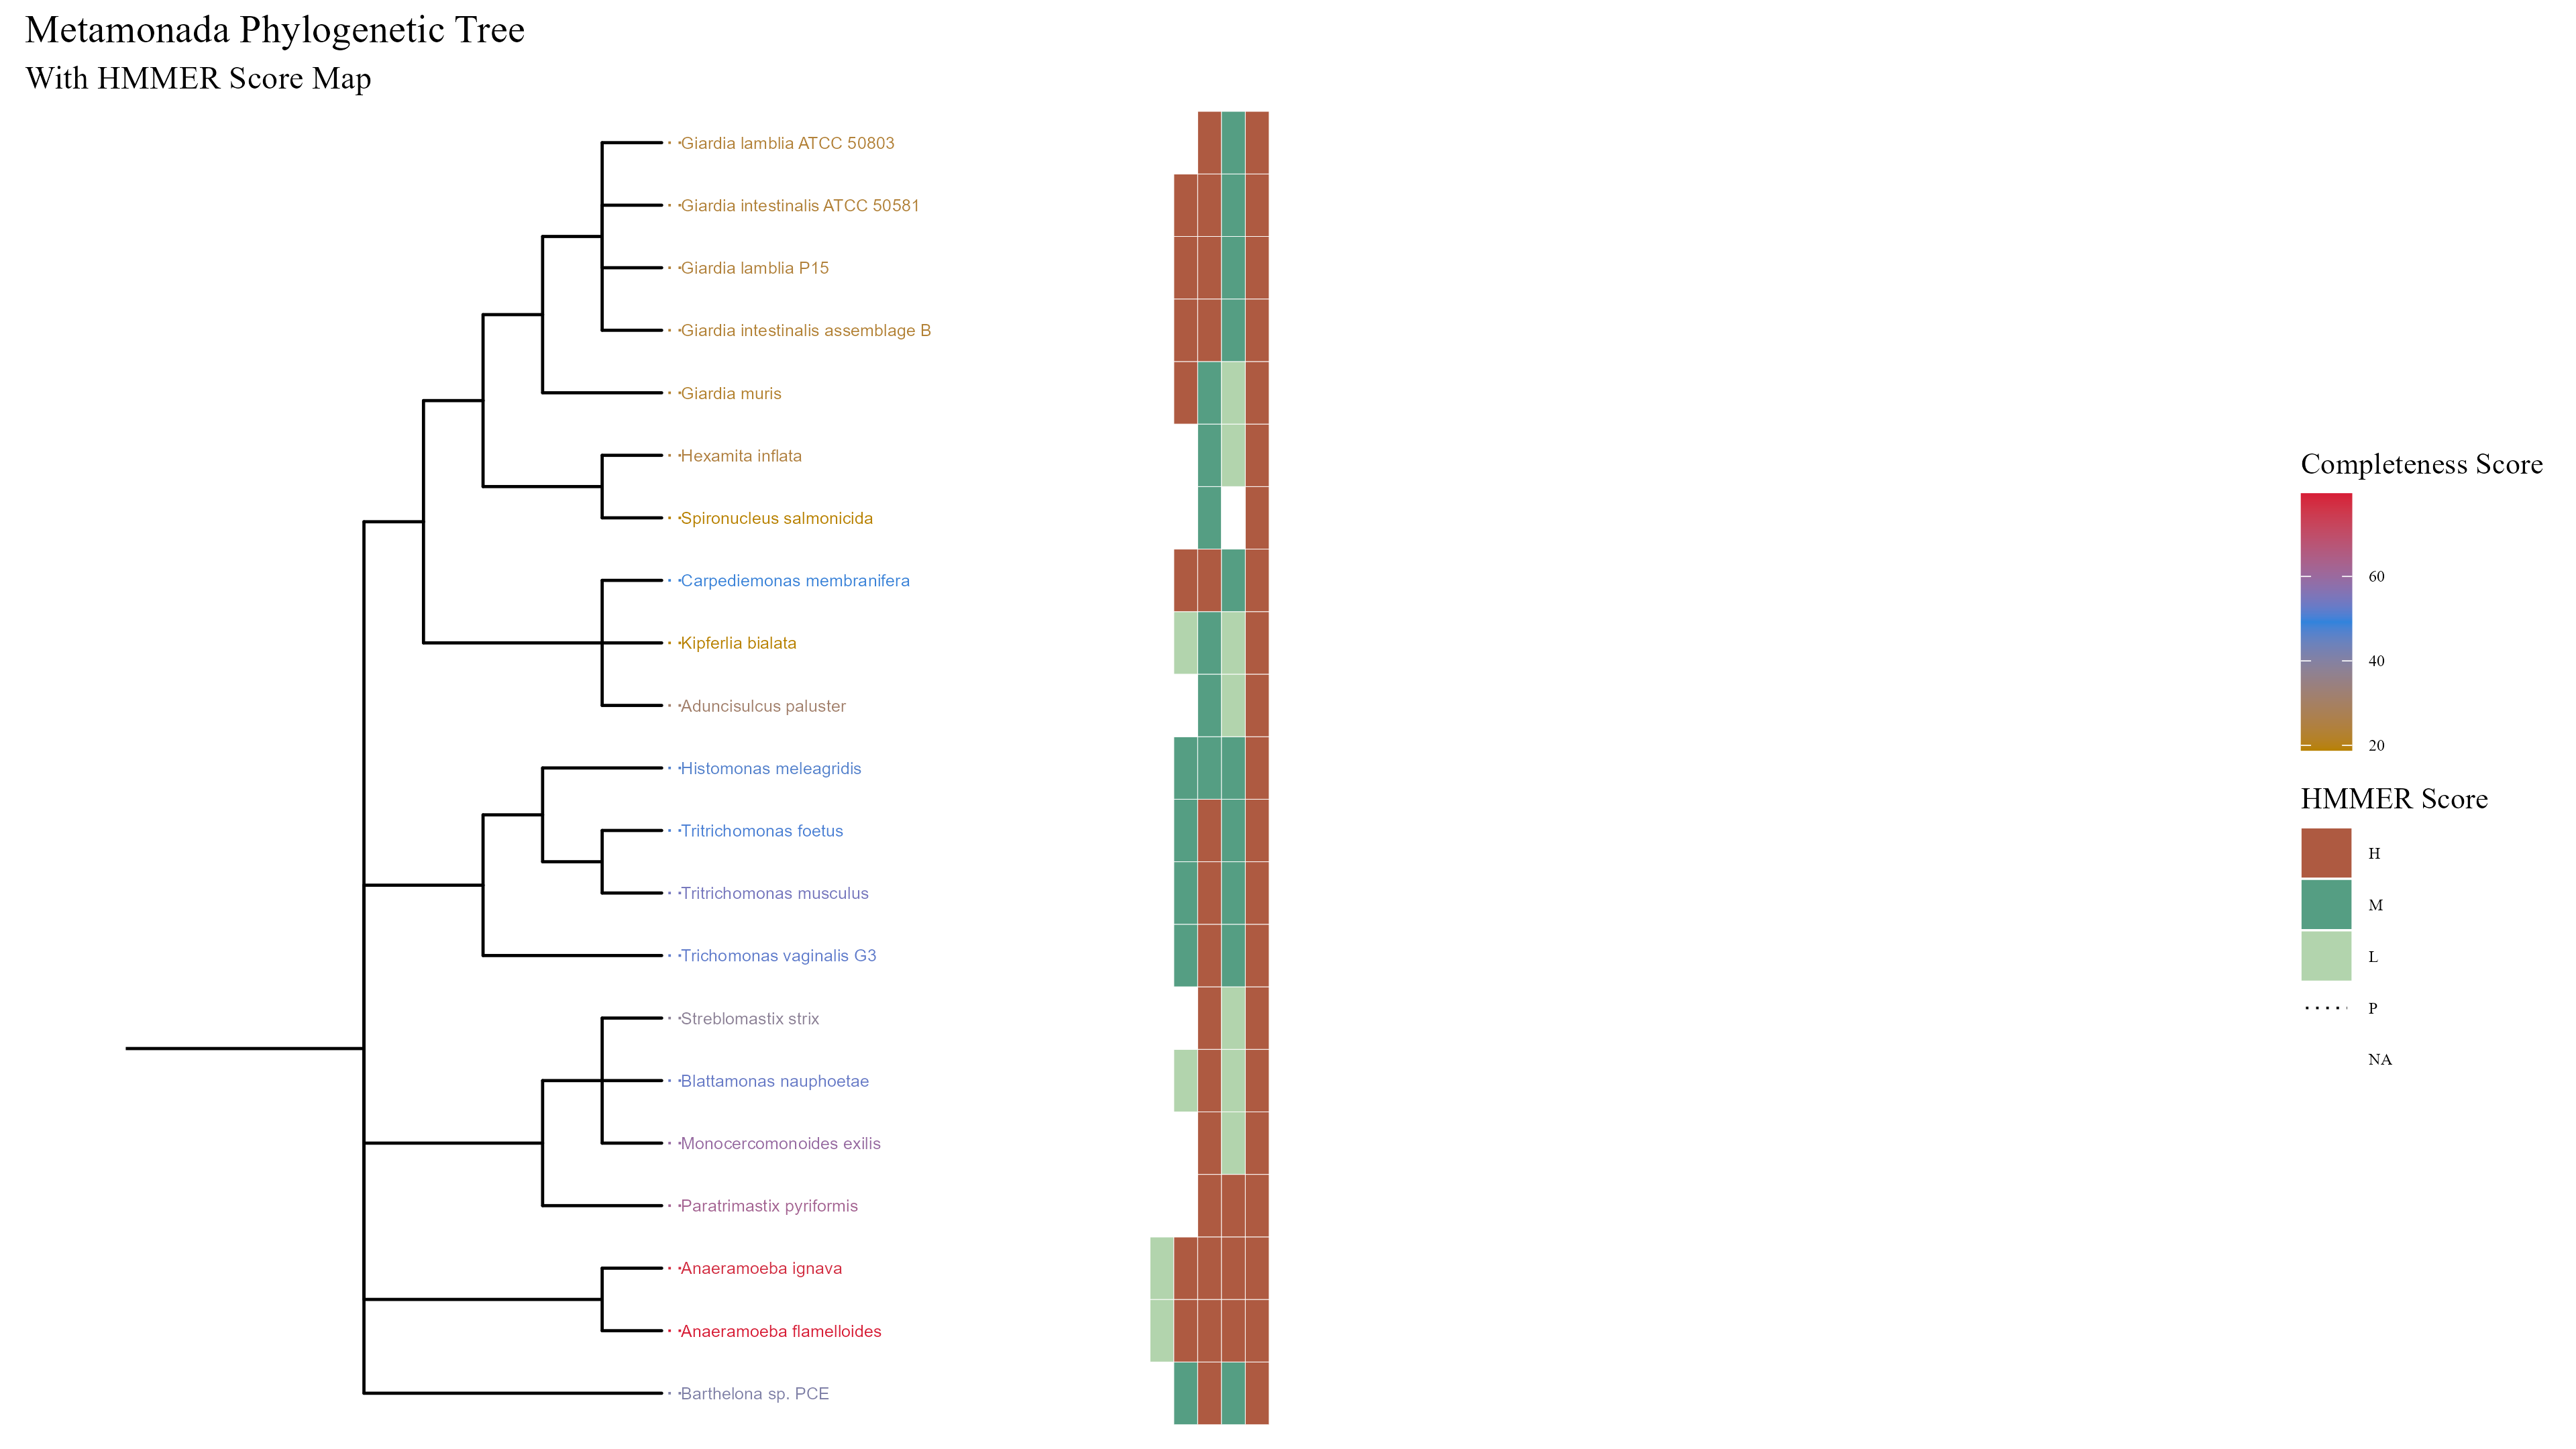 Metamonada Phylogenetic Tree
With HMMER Score Map
Giardia lamblia ATCC 50803
Giardia intestinalis ATCC 50581
Giardia lamblia P15
Giardia intestinalis assemblage B
Giardia muris
Hexamita inflata
Spironucleus salmonicida
Carpediemonas membranifera
Kipferlia bialata
Aduncisulcus paluster
Histomonas meleagridis
Tritrichomonas foetus
Tritrichomonas musculus
Trichomonas vaginalis G3
Streblomastix strix
Blattamonas nauphoetae
Monocercomonoides exilis
Paratrimastix pyriformis
Anaeramoeba ignava
Anaeramoeba flamelloides
Barthelona sp. PCE
Completeness Score
60
40
20
HMMER Score
H
M
L
P
NA